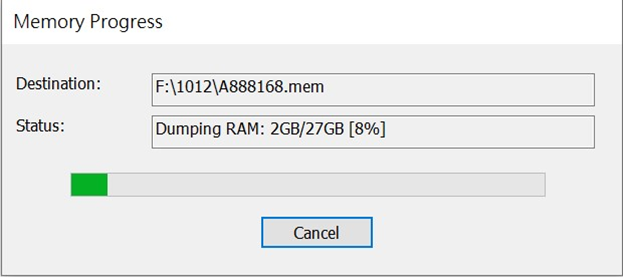 Memory Progress
Destination: F:\1012\A888168.mem
Status: Dumping RAM: 2GB/27GB [8%]
Cancel